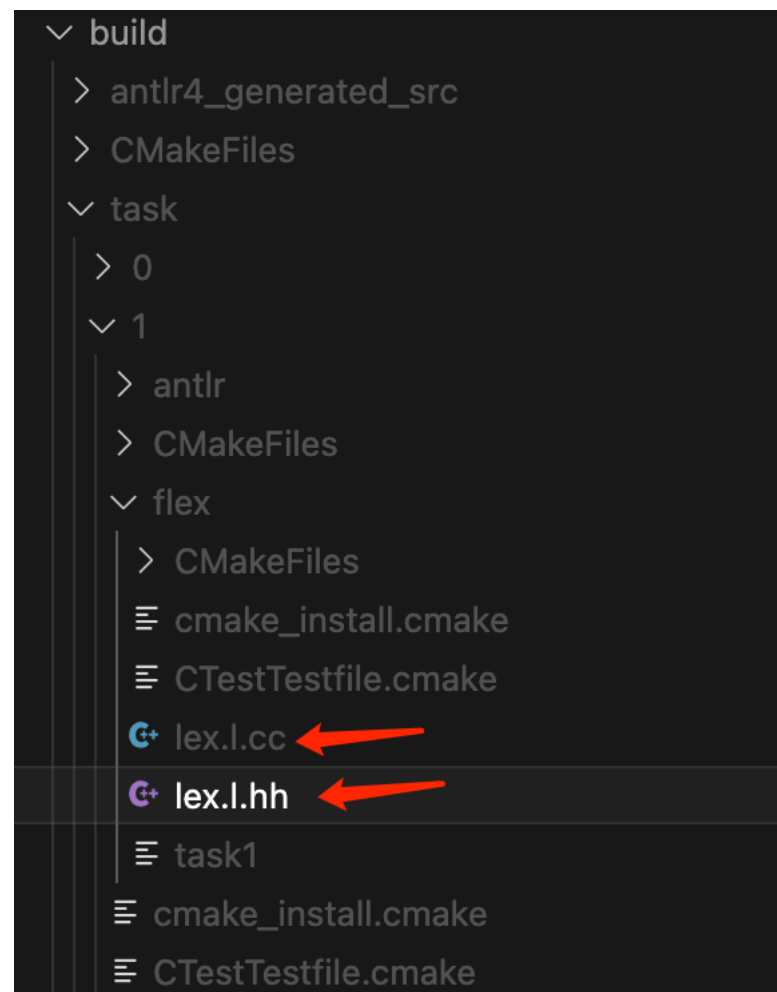 build
antlr4_generated_src
CMakeFiles
task
0
1
antlr
CMakeFiles
flex
CMakeFiles
cmake_install.cmake
CTestTestfile.cmake
lex.l.cc
lex.l.hh
task1
cmake_install.cmake
CTestTestfile.cmake